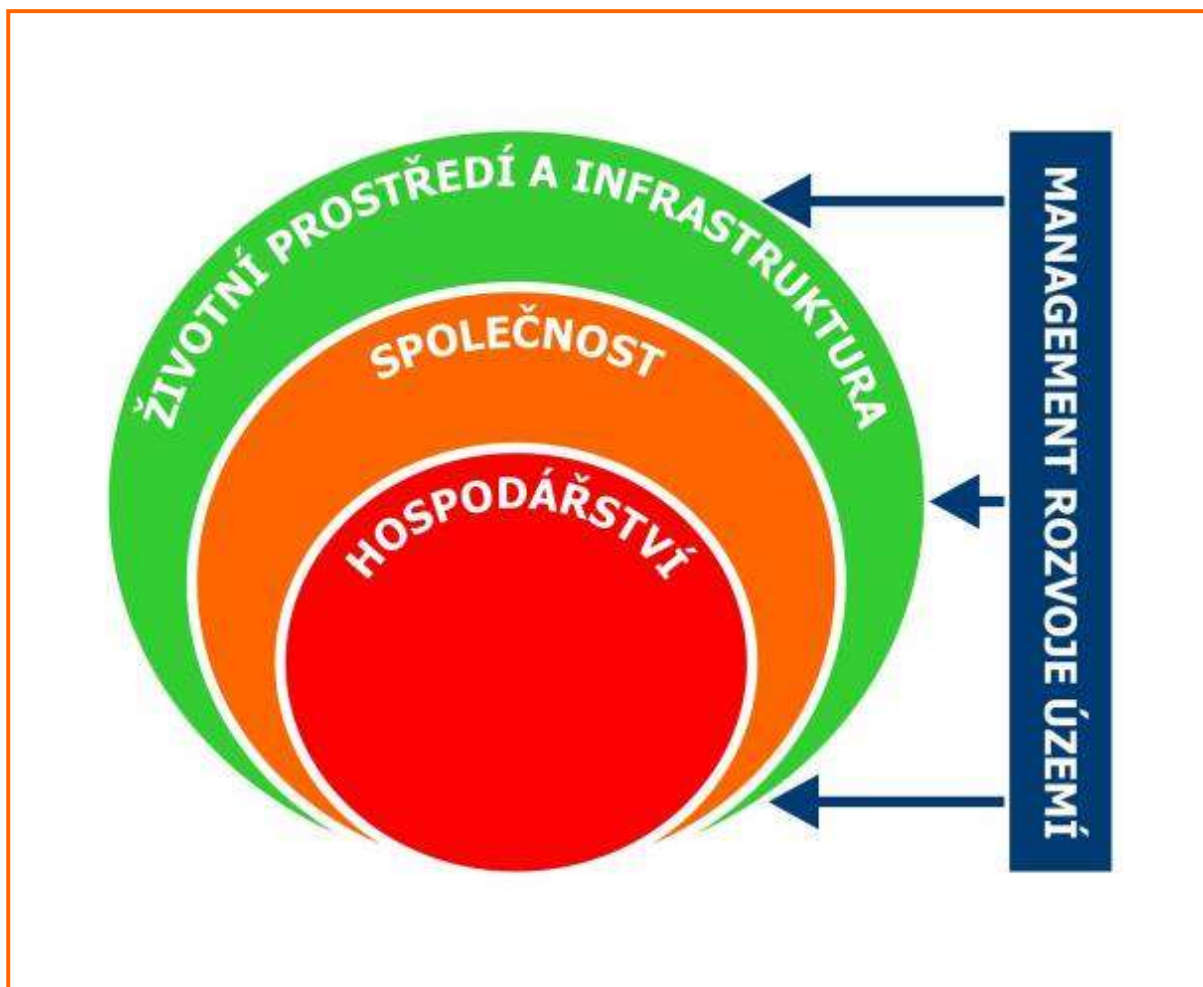 ŽIVOTNÍ PROSTŘEDÍ A INFRASTRUKTURA
SPOLEČNOST
HOSPODÁŘSTVÍ
MANAGEMENT ROZVOJE ÚZEMÍ